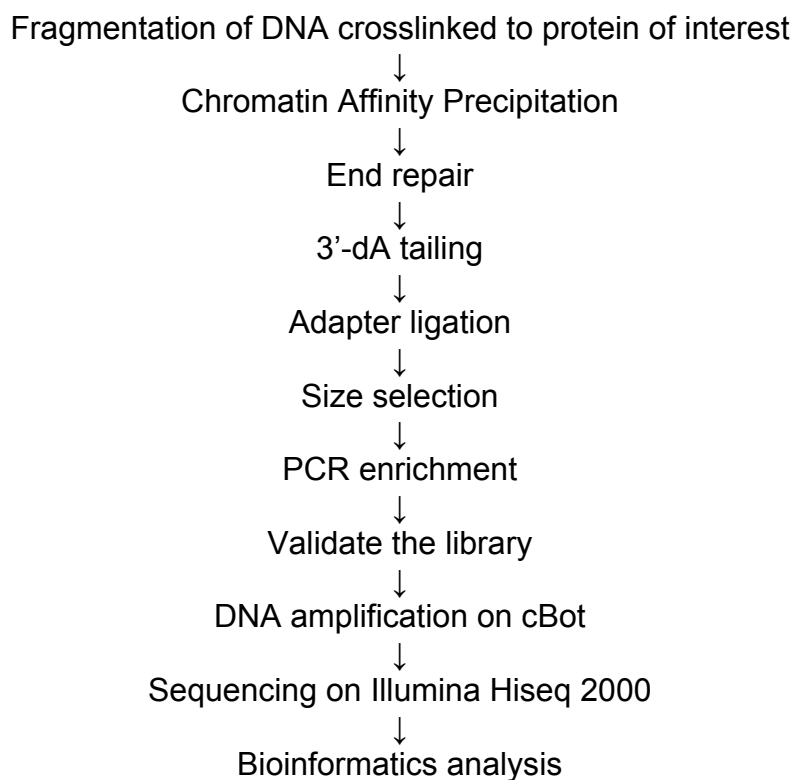 Fragmentation of DNA crosslinked to protein of interest
↓
Chromatin Affinity Precipitation
↓
End repair
↓
3’-dA tailing
↓
Adapter ligation
↓
Size selection
↓
PCR enrichment
↓
Validate the library
↓
DNA amplification on cBot
↓
Sequencing on Illumina Hiseq 2000
↓
Bioinformatics analysis